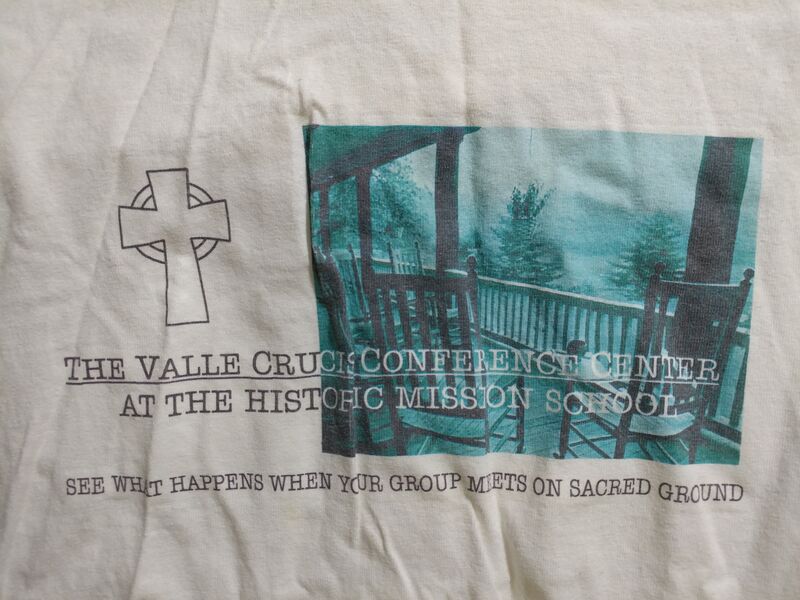 THE VALLE CRUCIS CONFERENCE CENTER
AT THE HISTORIC MISSION SCHOOL
SEE WHAT HAPPENS WHEN YOUR GROUP MEETS ON SACRED GROUND